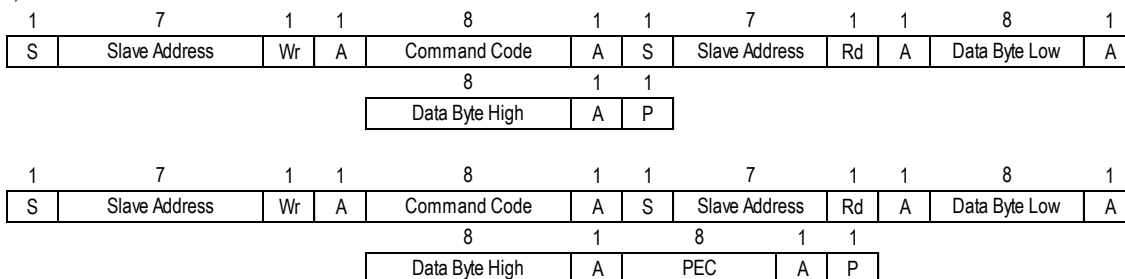 1 7 1 1 8 1 1 7 1 1 8 1
S Slave Address Wr A Command Code A S Slave Address Rd A Data Byte Low A
8 1 1
Data Byte High A P
1 7 1 1 8 1 1 7 1 1 8 1
S Slave Address Wr A Command Code A S Slave Address Rd A Data Byte Low A
8 1 8 1 1
Data Byte High A PEC A P